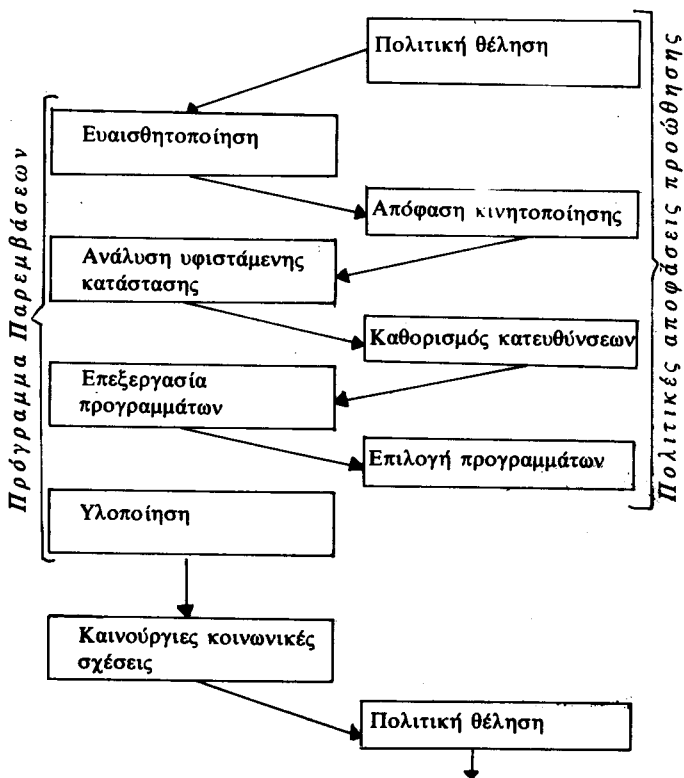 Πολιτική θέληση
Ευαισθητοποίηση
Απόφαση κινητοποίησης
Ανάλυση υφιστάμενης
κατάστασης
Καθορισμός κατευθύνσεων
Επεξεργασία
προγραμμάτων
Επιλογή προγραμμάτων
Υλοποίηση
Καινούργιες κοινωνικές
σχέσεις
Πολιτική θέληση
Πρόγραμμα Παρεμβάσεων
Πολιτικές αποφάσεις προώθησης